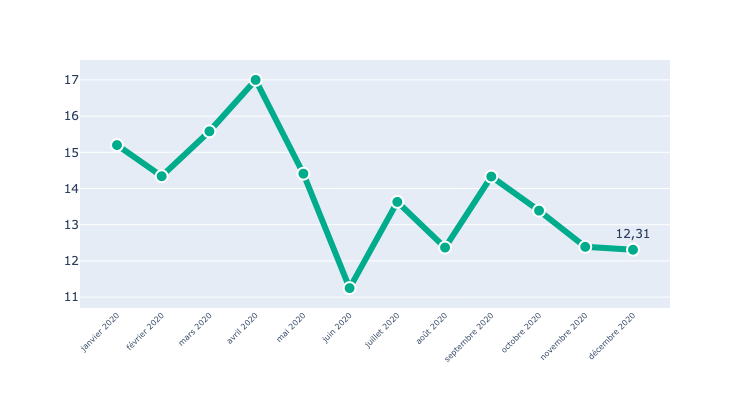 17
16
15
14
13
12
11
12,31
janvier 2020
février 2020
mars 2020
avril 2020
mai 2020
juin 2020
juillet 2020
août 2020
septembre 2020
octobre 2020
novembre 2020
décembre 2020